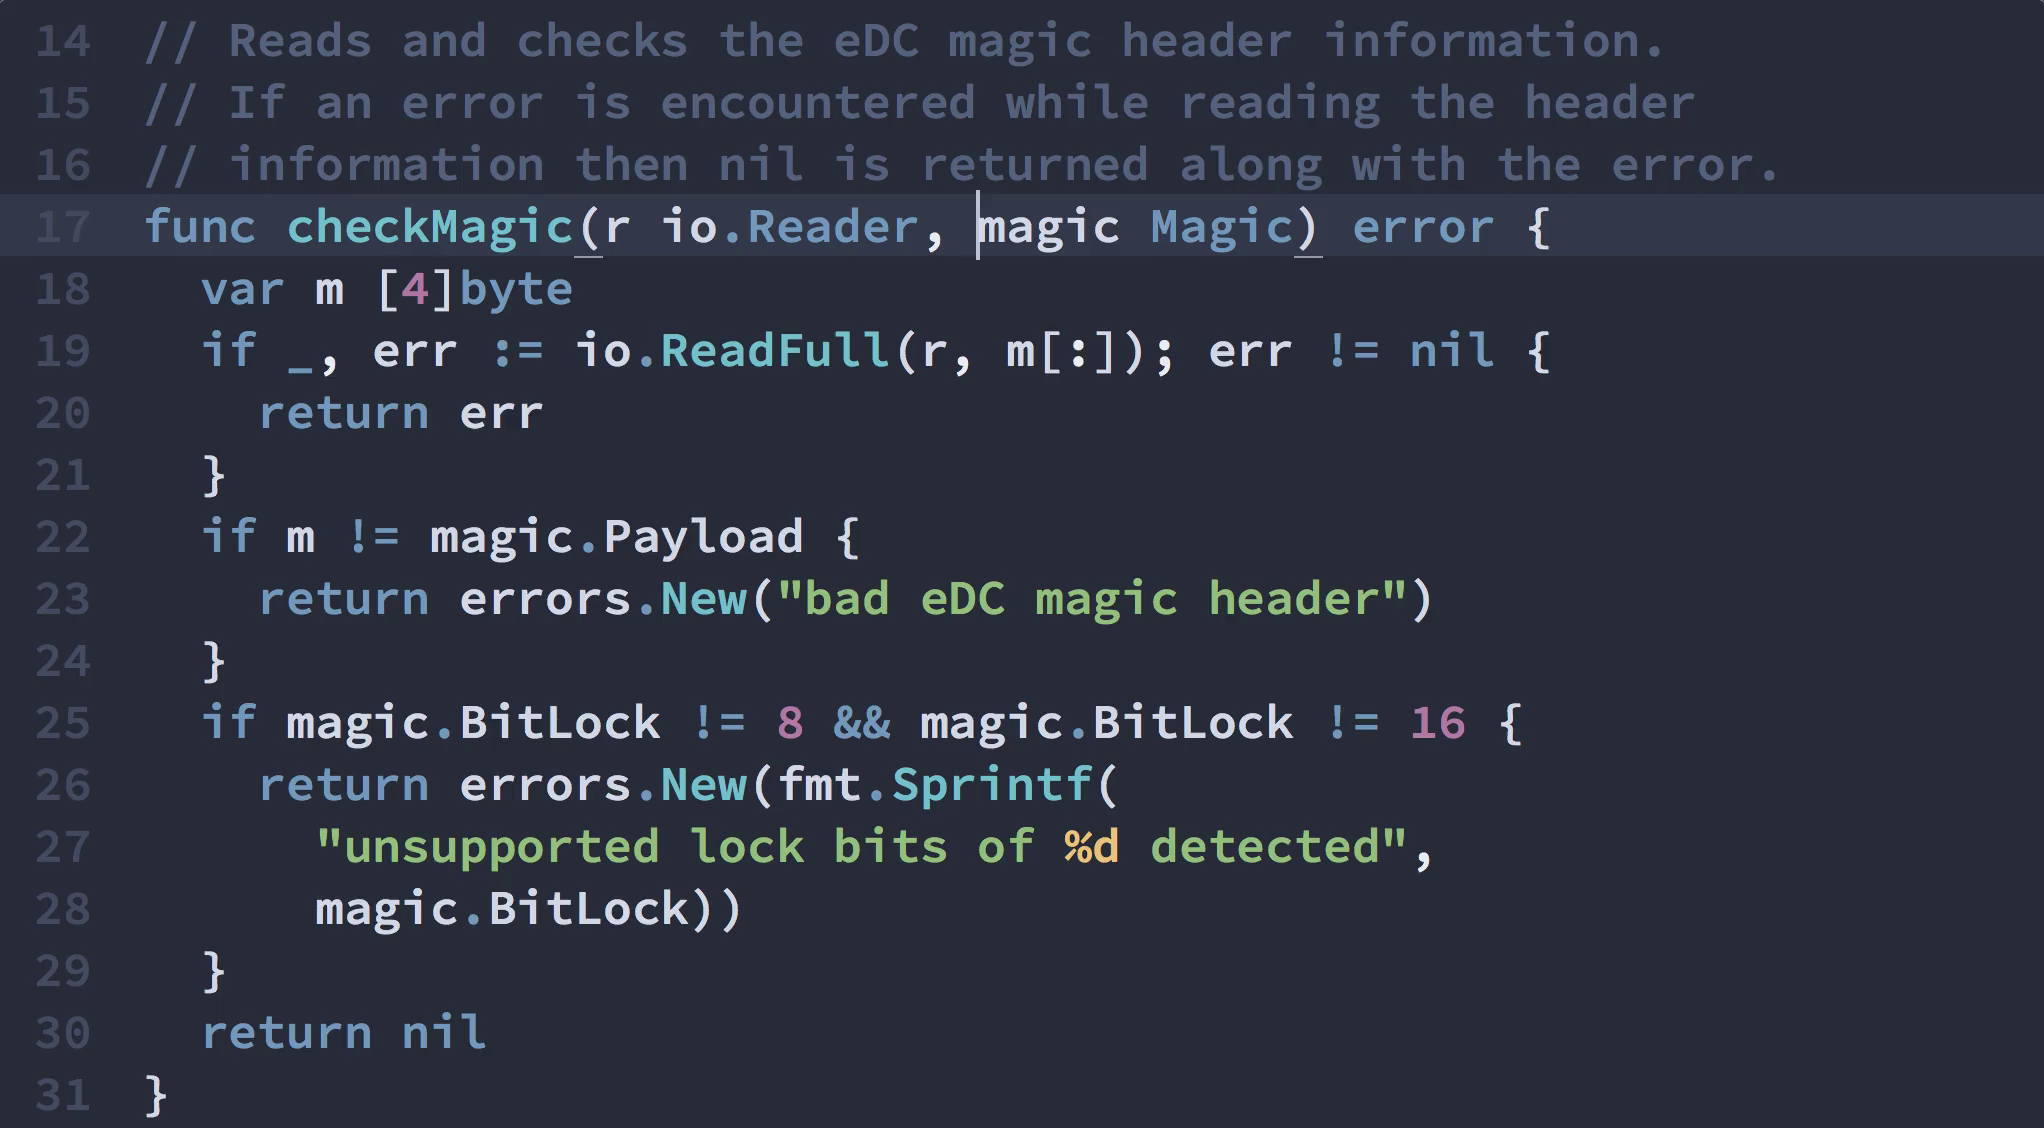 14 // Reads and checks the eDC magic header information.
15 // If an error is encountered while reading the header
16 // information then nil is returned along with the error.
17 func checkMagic(r io.Reader, magic Magic) error {
18   var m [4]byte
19   if _, err := io.ReadFull(r, m[:]); err != nil {
20     return err
21   }
22   if m != magic.Payload {
23     return errors.New("bad eDC magic header")
24   }
25   if magic.BitLock != 8 && magic.BitLock != 16 {
26     return errors.New(fmt.Sprintf(
27       "unsupported lock bits of %d detected",
28       magic.BitLock))
29   }
30   return nil
31 }